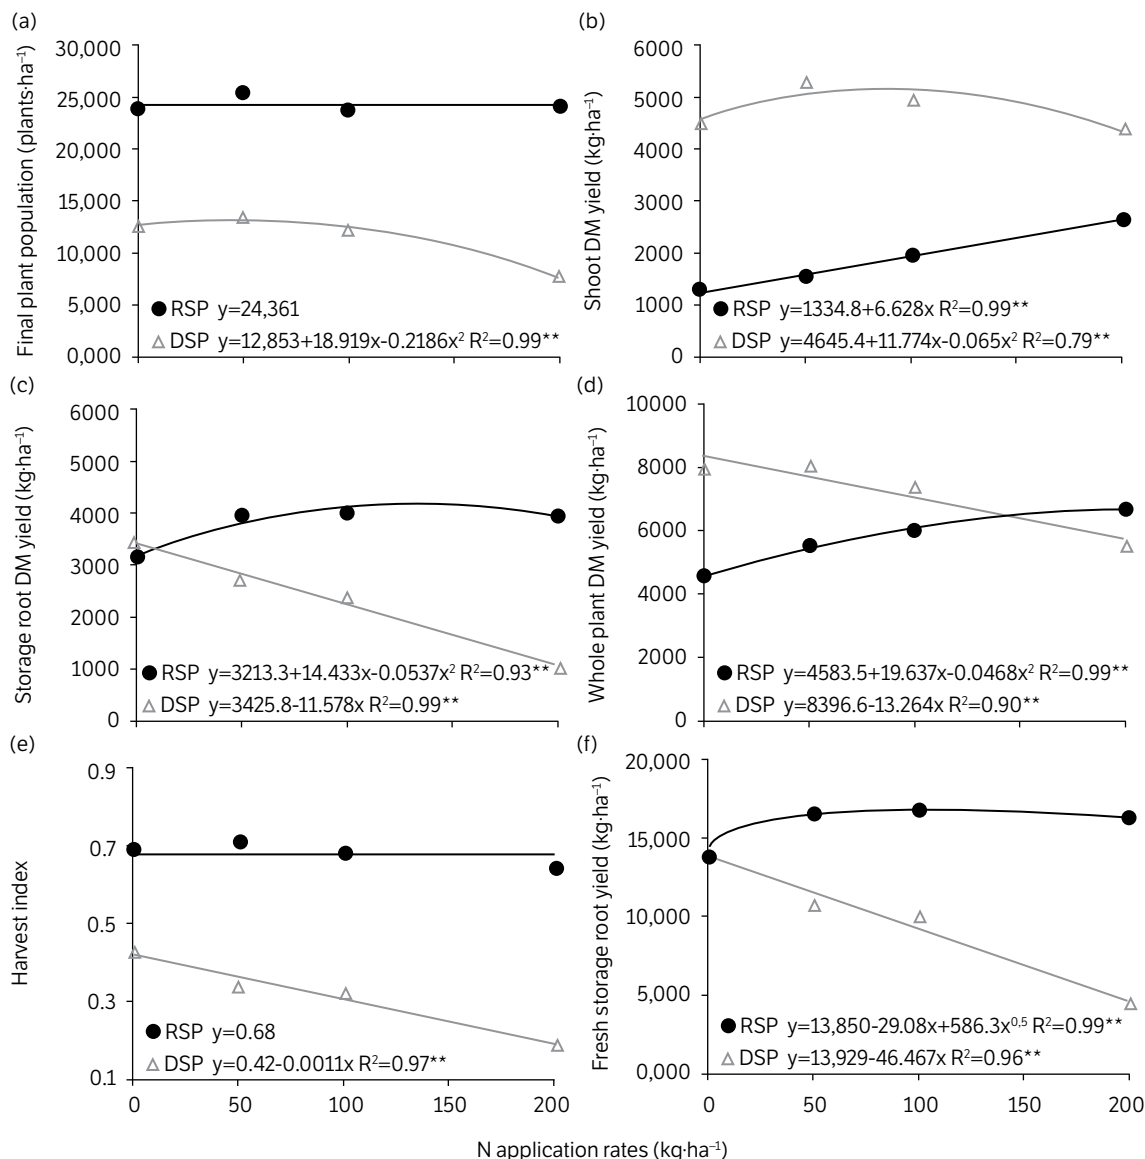 (a)
Final plant population (plants·ha⁻¹)
30,000
25,000
20,000
15,000
10,000
5,000
0,000
RSP y=24,361
DSP y=12,853+18.919x-0.2186x² R²=0.99**
(b)
Shoot DM yield (kg·ha⁻¹)
6000
5000
4000
3000
2000
1000
0
RSP y=1334.8+6.628x R²=0.99**
DSP y=4645.4+11.774x-0.065x² R²=0.79**
(c)
Storage root DM yield (kg·ha⁻¹)
6000
5000
4000
3000
2000
1000
0
RSP y=3213.3+14.433x-0.0537x² R²=0.93**
DSP y=3425.8-11.578x R²=0.99**
(d)
Whole plant DM yield (kg·ha⁻¹)
10000
8000
6000
4000
2000
0
RSP y=4583.5+19.637x-0.0468x² R²=0.99**
DSP y=8396.6-13.264x R²=0.90**
(e)
Harvest index
0.9
0.7
0.5
0.3
0.1
RSP y=0.68
DSP y=0.42-0.0011x R²=0.97**
0 50 100 150 200
(f)
Fresh storage root yield (kg·ha⁻¹)
20,000
15,000
10,000
5,000
0,000
RSP y=13,850-29.08x+586.3x⁰·⁵ R²=0.99**
DSP y=13,929-46.467x R²=0.96**
0 50 100 150 200
N application rates (kg·ha⁻¹)